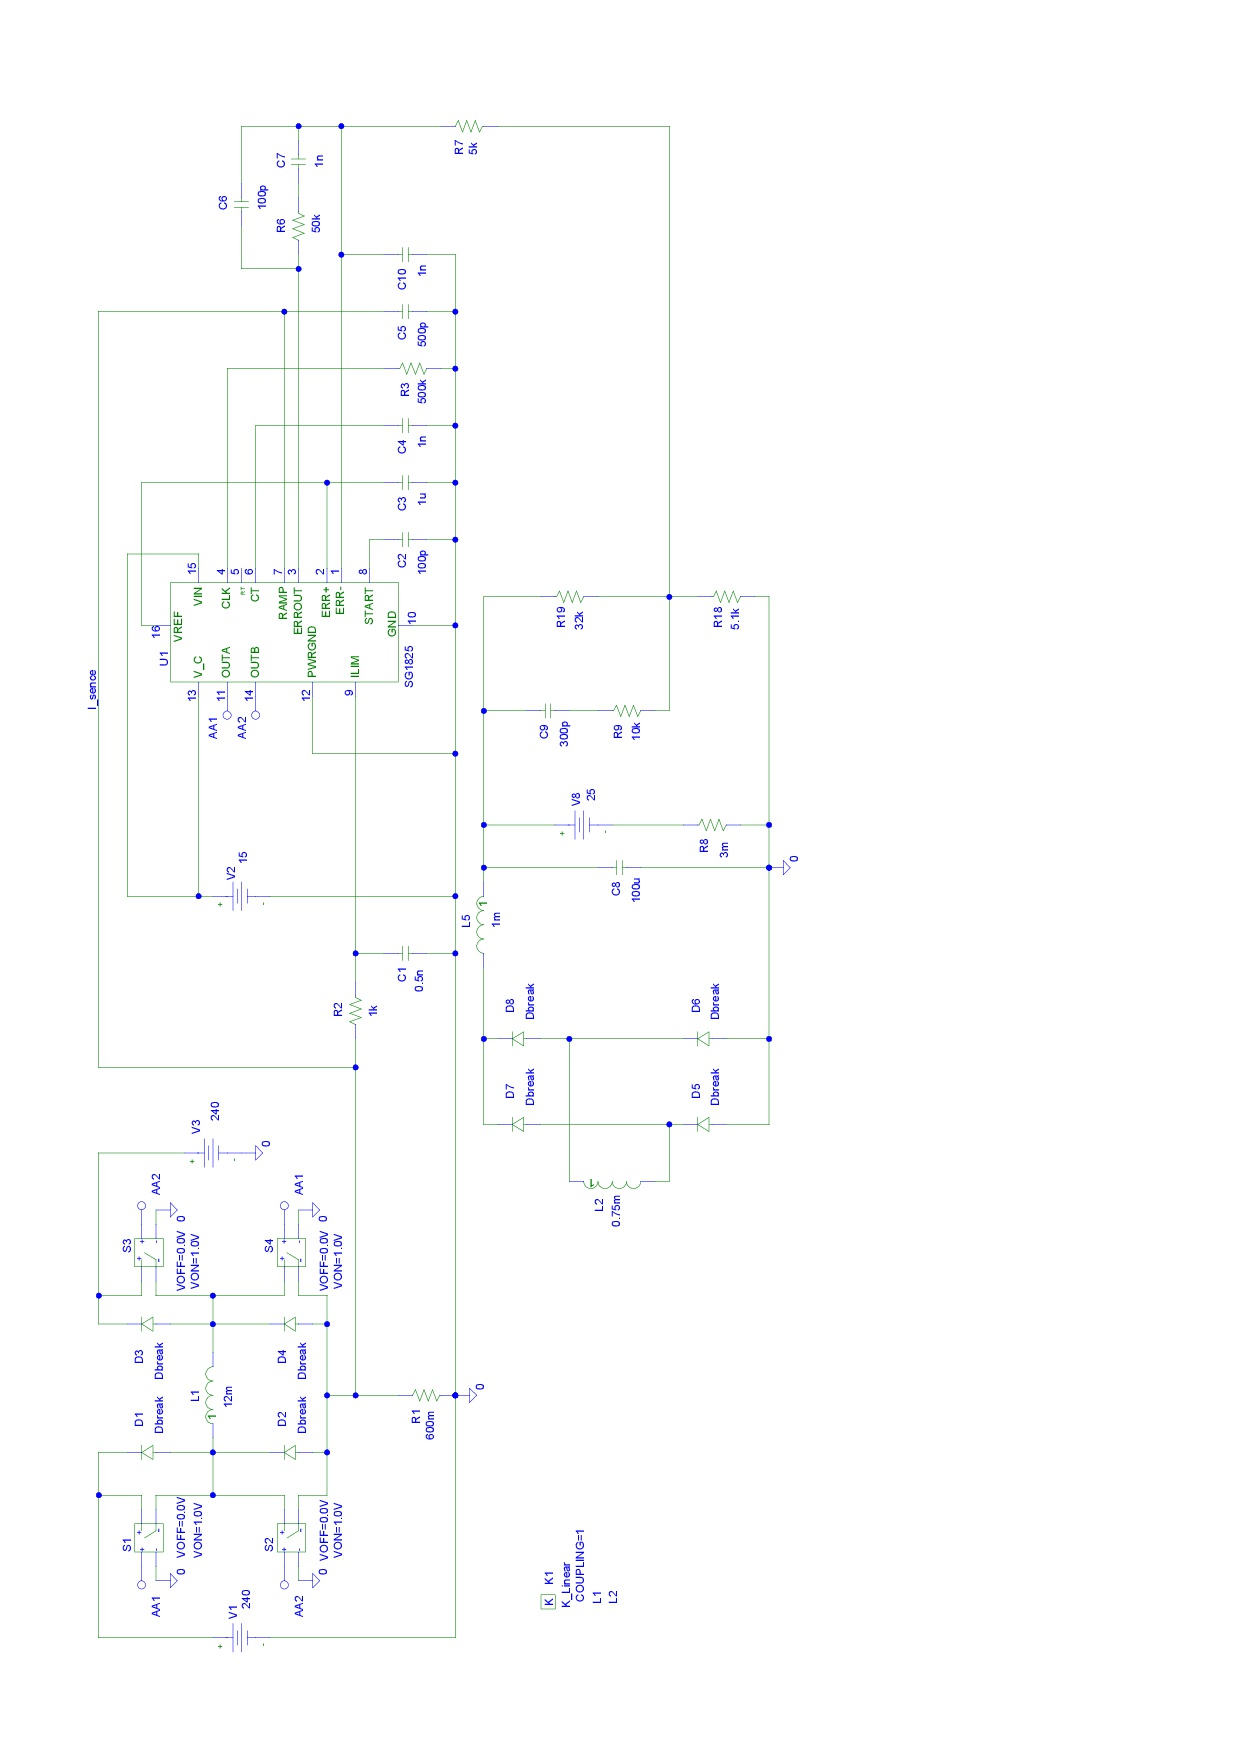 C6
100p
C7
1n
R6
50k
R7
5k
C10
1n
C5
500p
R3
500k
C4
1n
C3
1u
C2
100p
I_sence
U1
SG1825
16
VREF
15
VIN
4
CLK
5
RT
6
CT
7
RAMP
3
ERROUT
2
ERR+
1
ERR-
8
START
10
GND
13
V_C
11
OUTA
14
OUTB
12
PWRGND
9
ILIM
AA1
AA2
R19
32k
R18
5.1k
C9
300p
R9
10k
V8
25
+
-
R8
3m
C8
100u
0
V2
15
+
-
L5
1m
1
C1
0.5n
R2
1k
D8
Dbreak
D6
Dbreak
D7
Dbreak
D5
Dbreak
L2
0.75m
1
V3
240
+
-
0
S3
AA2
0
VOFF=0.0V
VON=1.0V
+
-
+
-
S4
AA1
0
VOFF=0.0V
VON=1.0V
+
-
+
-
D3
Dbreak
D4
Dbreak
L1
12m
1
D1
Dbreak
D2
Dbreak
R1
600m
0
S1
AA1
0
VOFF=0.0V
VON=1.0V
+
-
+
-
S2
AA2
0
VOFF=0.0V
VON=1.0V
+
-
+
-
V1
240
+
-
K
K1
K_Linear
COUPLING=1
L1
L2